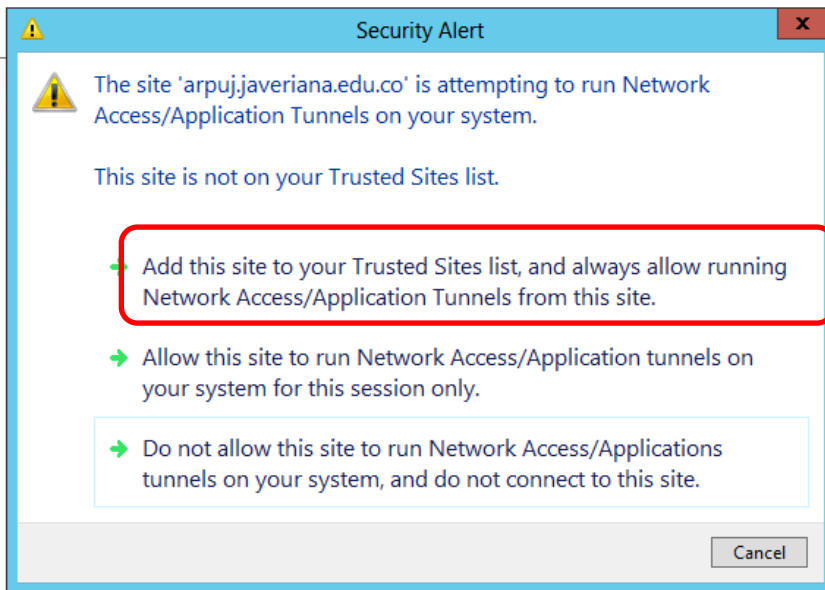 Security Alert
x
The site 'arpuj.javeriana.edu.co' is attempting to run Network
Access/Application Tunnels on your system.
This site is not on your Trusted Sites list.
Add this site to your Trusted Sites list, and always allow running
Network Access/Application Tunnels from this site.
Allow this site to run Network Access/Application tunnels on
your system for this session only.
Do not allow this site to run Network Access/Applications
tunnels on your system, and do not connect to this site.
Cancel